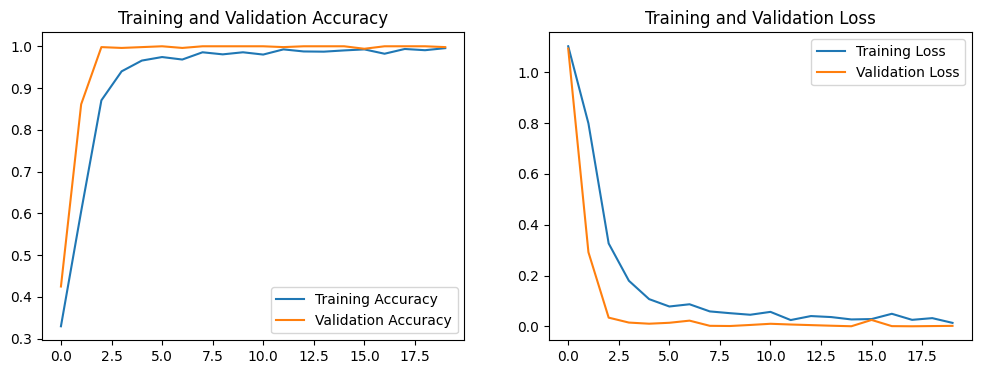 Training and Validation Accuracy
1.0
0.9
0.8
0.7
0.6
0.5
0.4
0.3
0.0 2.5 5.0 7.5 10.0 12.5 15.0 17.5
Training Accuracy
Validation Accuracy
Training and Validation Loss
1.0
0.8
0.6
0.4
0.2
0.0
0.0 2.5 5.0 7.5 10.0 12.5 15.0 17.5
Training Loss
Validation Loss